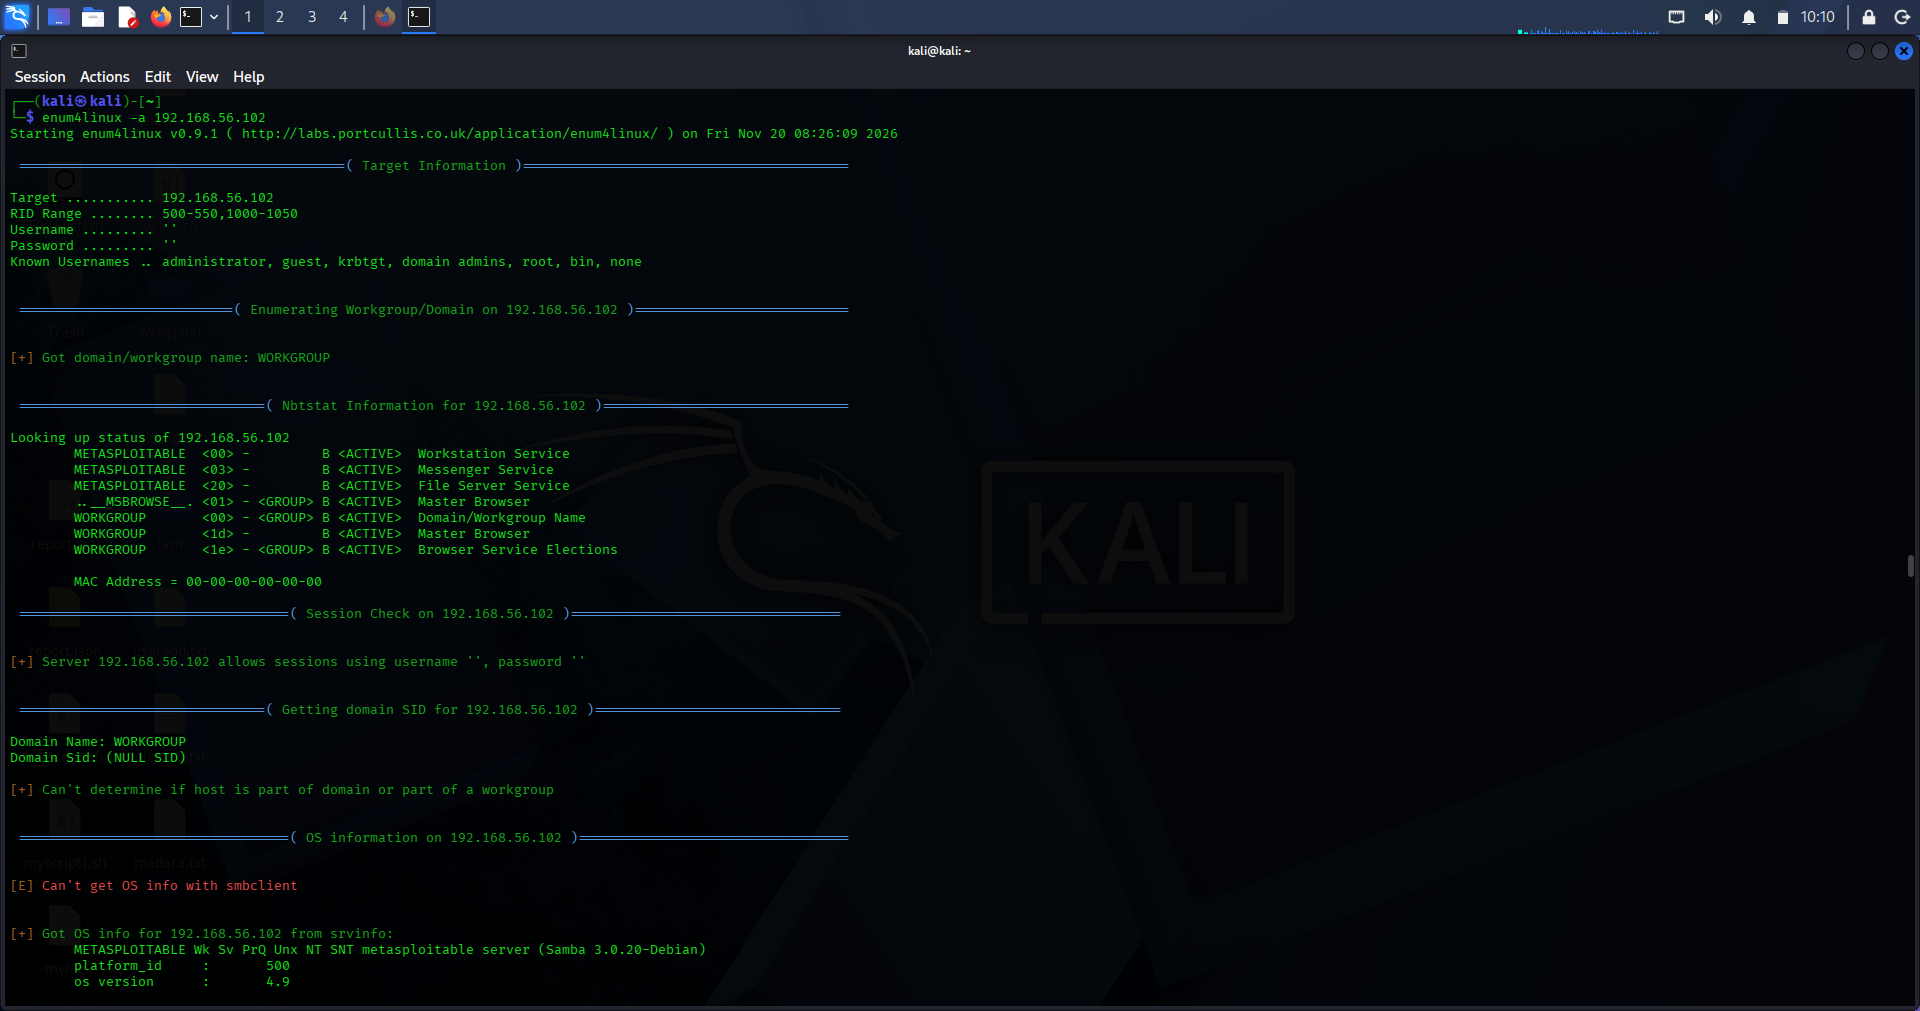 1 2 3 4
10:10
kali@kali: ~
Session Actions Edit View Help
┌──(kali㉿kali)-[~]
└─$ enum4linux -a 192.168.56.102
Starting enum4linux v0.9.1 ( http://labs.portcullis.co.uk/application/enum4linux/ ) on Fri Nov 20 08:26:09 2026
=========================================( Target Information )=========================================
Target ........... 192.168.56.102
RID Range ........ 500-550,1000-1050
Username ......... ''
Password ......... ''
Known Usernames .. administrator, guest, krbtgt, domain admins, root, bin, none
===========================( Enumerating Workgroup/Domain on 192.168.56.102 )===========================
Trash websploit
[+] Got domain/workgroup name: WORKGROUP
===============================( Nbtstat Information for 192.168.56.102 )===============================
Looking up status of 192.168.56.102
METASPLOITABLE <00> - B <ACTIVE> Workstation Service
METASPLOITABLE <03> - B <ACTIVE> Messenger Service
METASPLOITABLE <20> - B <ACTIVE> File Server Service
..__MSBROWSE__. <01> - <GROUP> B <ACTIVE> Master Browser
WORKGROUP <00> - <GROUP> B <ACTIVE> Domain/Workgroup Name
WORKGROUP <1d> - B <ACTIVE> Master Browser
WORKGROUP <1e> - <GROUP> B <ACTIVE> Browser Service Elections
MAC Address = 00-00-00-00-00-00
KALI
==================================( Session Check on 192.168.56.102 )==================================
report.json useradd.txt
[+] Server 192.168.56.102 allows sessions using username '', password ''
===============================( Getting domain SID for 192.168.56.102 )===============================
Domain Name: WORKGROUP
Domain Sid: (NULL SID)
[+] Can't determine if host is part of domain or part of a workgroup
==================================( OS information on 192.168.56.102 )==================================
myscript1.sh madara.txt
[E] Can't get OS info with smbclient
[+] Got OS info for 192.168.56.102 from srvinfo:
METASPLOITABLE Wk Sv PrQ Unx NT SNT metasploitable server (Samba 3.0.20-Debian)
platform_id : 500
os version : 4.9